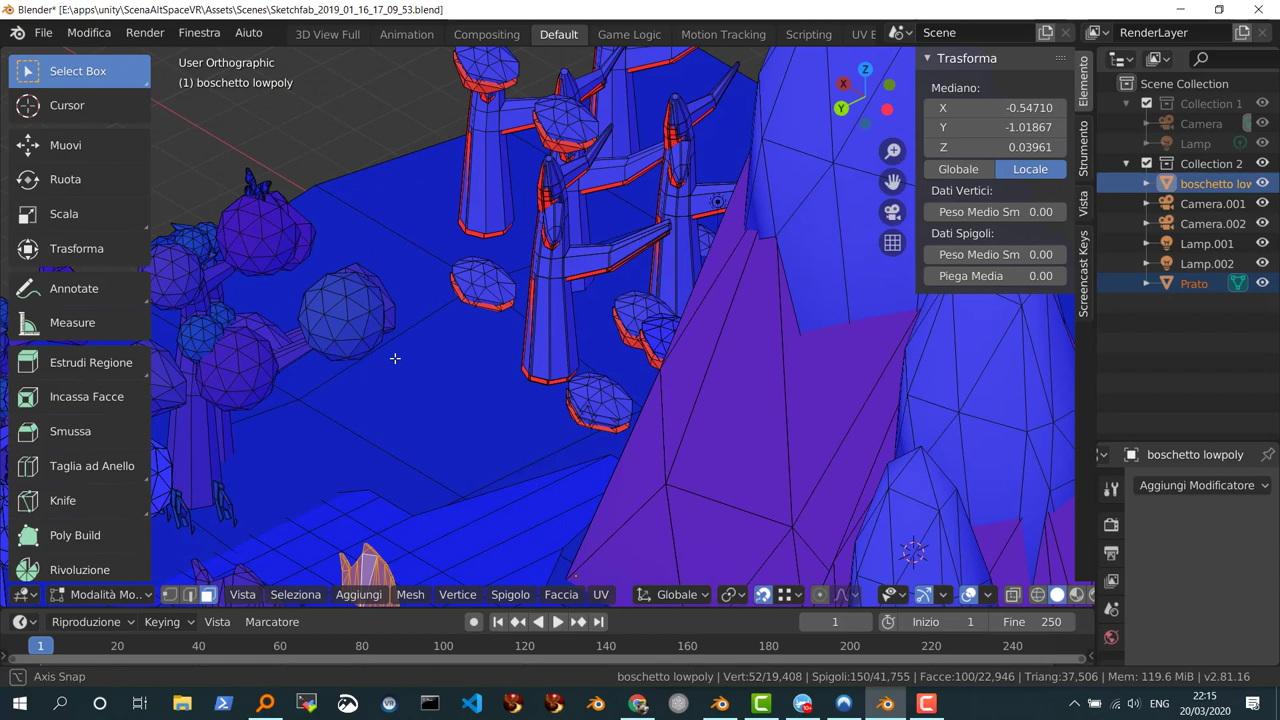 Blender* [E:\apps\unity\ScenaAltSpaceVR\Assets\Scenes\Sketchfab_2019_01_16_17_09_53.blend]
File Modifica Render Finestra Aiuto 3D View Full Animation Compositing Default Game Logic Motion Tracking Scripting UV E Scene RenderLayer
Select Box
Cursor
Muovi
Ruota
Scala
Trasforma
Annotate
Measure
Estrudi Regione
Incassa Facce
Smussa
Taglia ad Anello
Knife
Poly Build
Rivoluzione
User Orthographic
(1) boschetto lowpoly
Z
X
Y
Trasforma
Mediano:
X -0.54710
Y -1.01867
Z 0.03961
Globale Locale
Dati Vertici:
Peso Medio Sm 0.00
Dati Spigoli:
Peso Medio Sm 0.00
Piega Media 0.00
Elemento
Strumento
Vista
Screencast Keys
Scene Collection
Collection 1
Camera
Lamp
Collection 2
boschetto low
Camera.001
Camera.002
Lamp.001
Lamp.002
Prato
boschetto lowpoly
Aggiungi Modificatore
Modalità Mo... Vista Seleziona Aggiungi Mesh Vertice Spigolo Faccia UV Globale
Riproduzione Keying Vista Marcatore 1 Inizio 1 Fine 250
1 20 40 60 80 100 120 140 160 180 200 220 240
Axis Snap boschetto lowpoly | Vert:52/19,408 | Spigoli:150/41,755 | Facce:100/22,946 | Triang:37,506 | Mem: 119.6 MiB | v2.81.16
ENG
22:15
20/03/2020